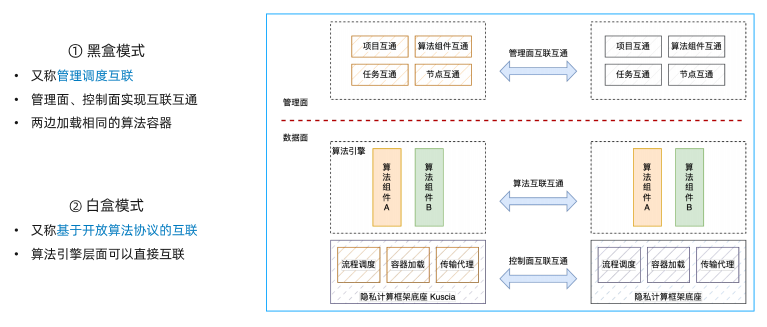 ① 黑盒模式
• 又称管理调度互联
• 管理面、控制面实现互联互通
• 两边加载相同的算法容器
② 白盒模式
• 又称基于开放算法协议的互联
• 算法引擎层面可以直接互联
项目互通 算法组件互通
任务互通 节点互通
管理面互联互通
项目互通 算法组件互通
任务互通 节点互通
管理面
数据面
算法引擎
算法组件A
算法组件B
算法互联互通
算法组件A
算法组件B
流程调度 容器加载 传输代理
隐私计算框架底座 Kuscia
控制面互联互通
流程调度 容器加载 传输代理
隐私计算框架底座